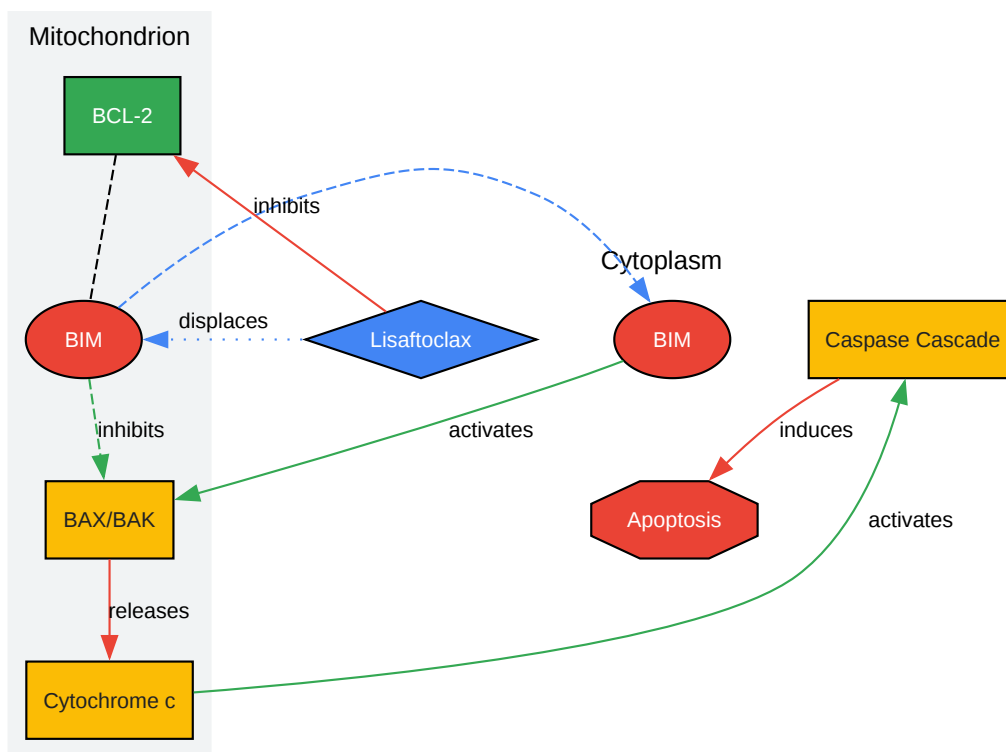 Mitochondrion
BCL-2
inhibits
Cytoplasm
displaces
BIM
Lisaftoclax
BIM
Caspase Cascade
inhibits
activates
induces
BAX/BAK
Apoptosis
activates
releases
Cytochrome c